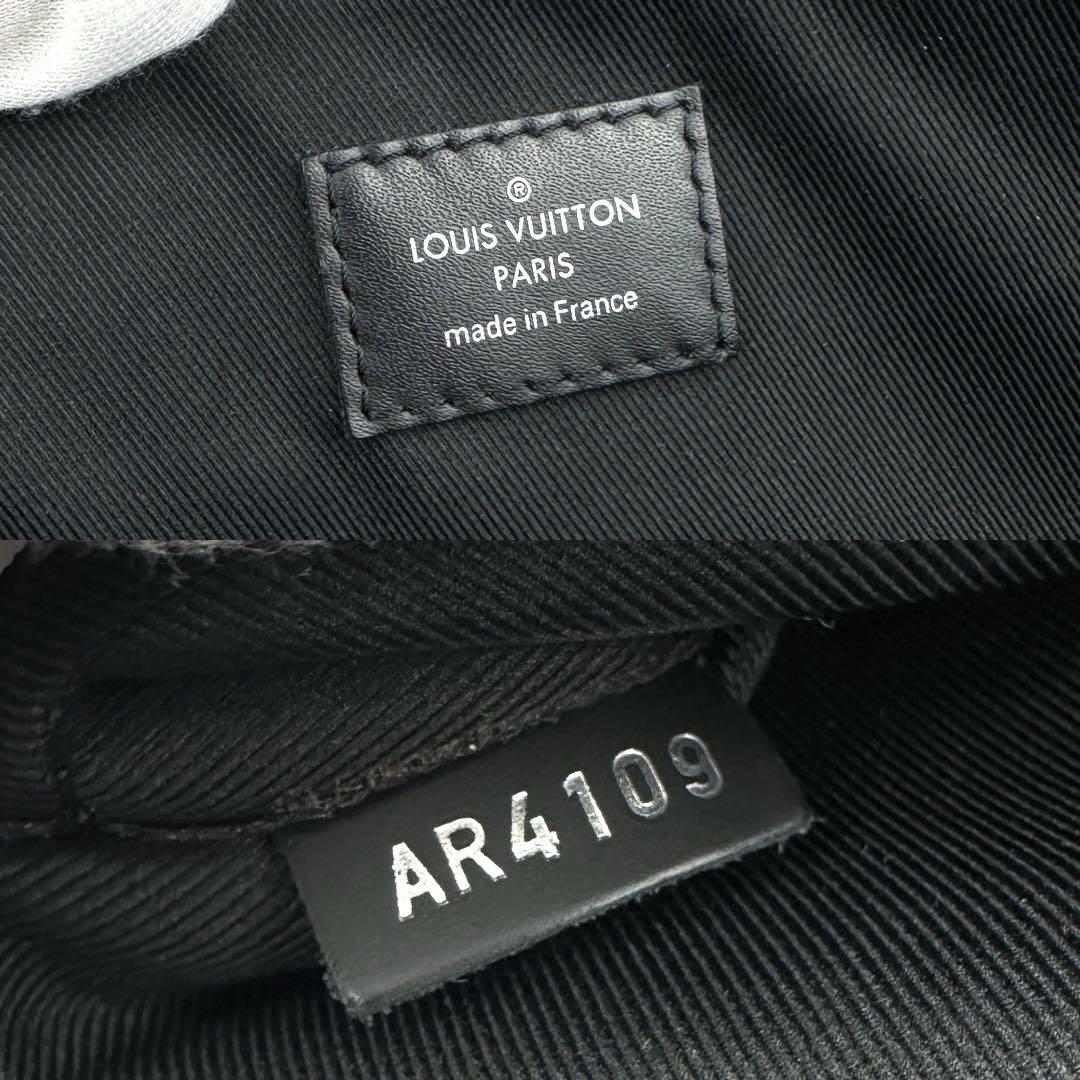 ®
LOUIS VUITTON
PARIS
made in France
AR4109